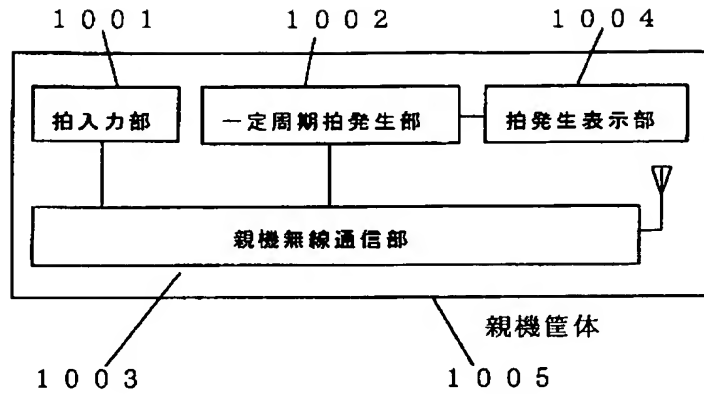 １００１ １００２ １００４
拍入力部 一定周期拍発生部 拍発生表示部
親機無線通信部
親機筐体
１００３ １００５